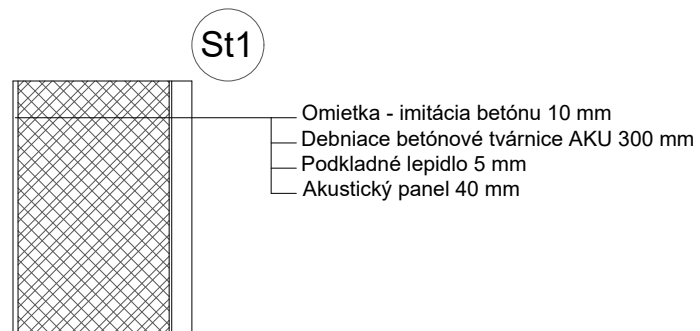 St1
Omietka - imitácia betónu 10 mm
Debniace betónové tvárnice AKU 300 mm
Podkladné lepidlo 5 mm
Akustický panel 40 mm